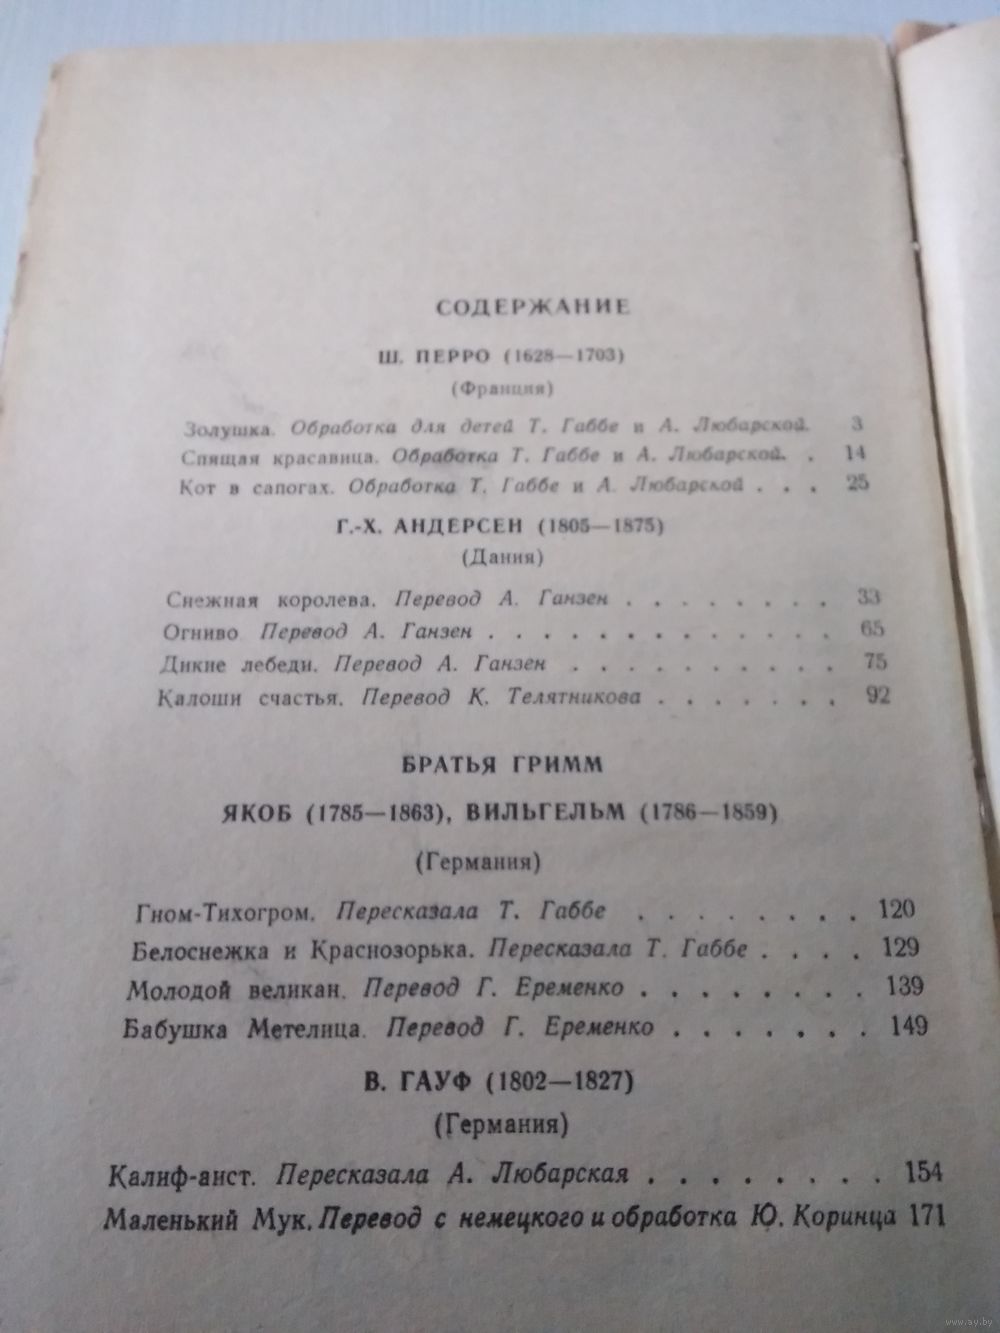 СОДЕРЖАНИЕ
Ш. ПЕРРО (1628—1703)
(Франция)
Золушка. Обработка для детей Т. Габбе и А. Любарской. 3
Спящая красавица. Обработка Т. Габбе и А. Любарской. . 14
Кот в сапогах. Обработка Т. Габбе и А. Любарской . . . 25
Г.-Х. АНДЕРСЕН (1805—1875)
(Дания)
Снежная королева. Перевод А. Ганзен . . . . . . . . 33
Огниво Перевод А. Ганзен . . . . . . . . . . . . . 65
Дикие лебеди. Перевод А. Ганзен . . . . . . . . . . 75
Калоши счастья. Перевод К. Телятникова . . . . . . . 92
БРАТЬЯ ГРИММ
ЯКОБ (1785—1863), ВИЛЬГЕЛЬМ (1786—1859)
(Германия)
Гном-Тихогром. Пересказала Т. Габбе . . . . . . . . 120
Белоснежка и Краснозорька. Пересказала Т. Габбе . . . . 129
Молодой великан. Перевод Г. Еременко . . . . . . . . 139
Бабушка Метелица. Перевод Г. Еременко . . . . . . . 149
В. ГАУФ (1802—1827)
(Германия)
Калиф-аист. Пересказала А. Любарская . . . . . . . . 154
Маленький Мук. Перевод с немецкого и обработка Ю. Коринца 171
www.ay.by